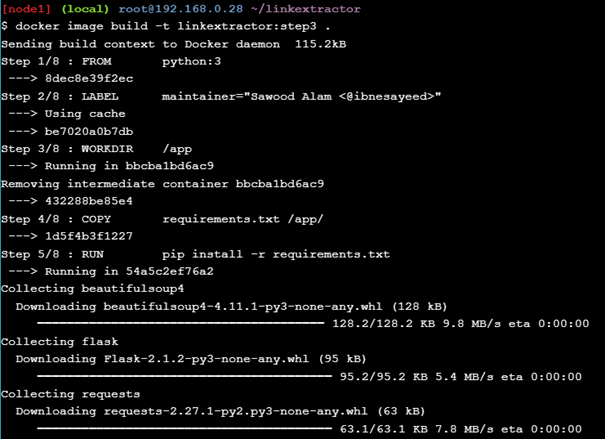 [node1] (local) root@192.168.0.28 ~/linkextractor
$ docker image build -t linkextractor:step3 .
Sending build context to Docker daemon  115.2kB
Step 1/8 : FROM        python:3
 ---> 8dec8e39f2ec
Step 2/8 : LABEL       maintainer="Sawood Alam <@ibnesayeed>"
 ---> Using cache
 ---> be7020a0b7db
Step 3/8 : WORKDIR     /app
 ---> Running in bbcba1bd6ac9
Removing intermediate container bbcba1bd6ac9
 ---> 432288be85e4
Step 4/8 : COPY        requirements.txt /app/
 ---> 1d5f4b3f1227
Step 5/8 : RUN         pip install -r requirements.txt
 ---> Running in 54a5c2ef76a2
Collecting beautifulsoup4
  Downloading beautifulsoup4-4.11.1-py3-none-any.whl (128 kB)
128.2/128.2 KB 9.8 MB/s eta 0:00:00
Collecting flask
  Downloading Flask-2.1.2-py3-none-any.whl (95 kB)
95.2/95.2 KB 5.4 MB/s eta 0:00:00
Collecting requests
  Downloading requests-2.27.1-py2.py3-none-any.whl (63 kB)
63.1/63.1 KB 7.8 MB/s eta 0:00:00